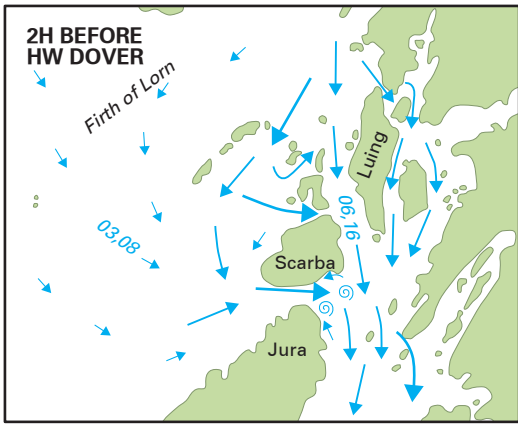 2H BEFORE
HW DOVER
Firth of Lorn
Luing
03,08
06,16
Scarba
Jura